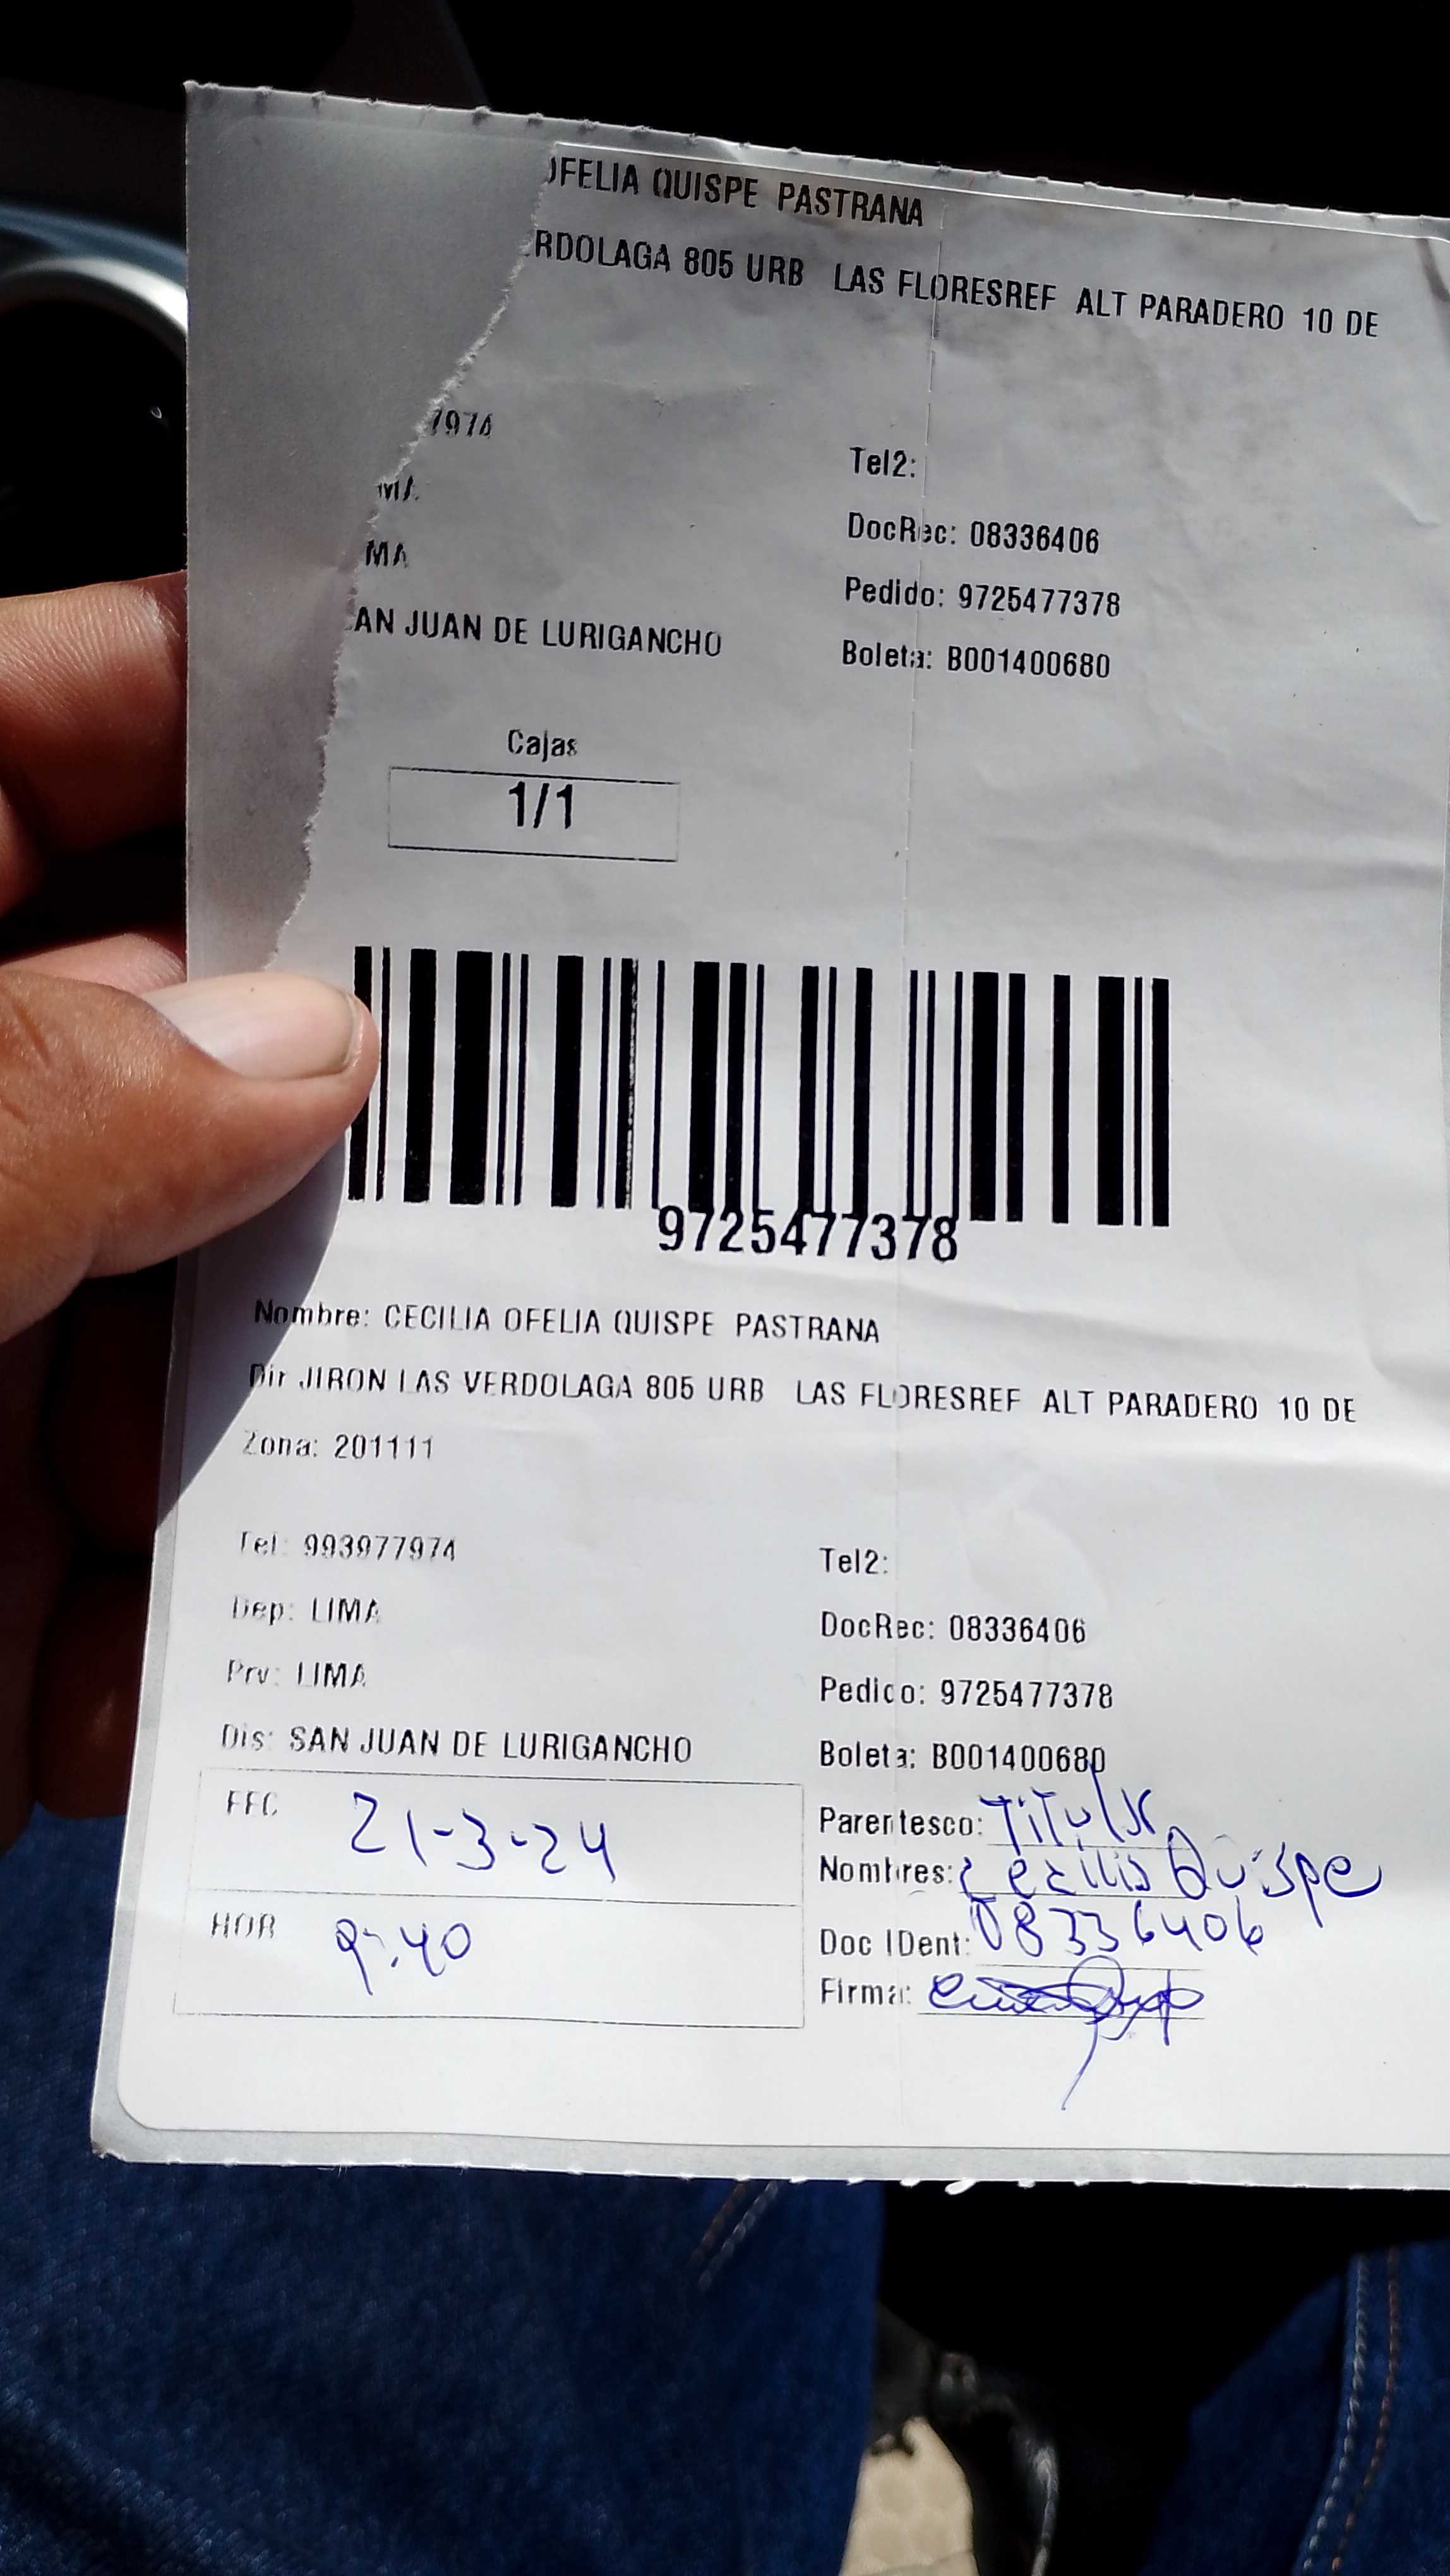 OFELIA QUISPE PASTRANA
RDOLAGA 805 URB LAS FLORESREF ALT PARADERO 10 DE
7974
Tel2:
MA
DocRec: 08336406
MA
Pedido: 9725477378
AN JUAN DE LURIGANCHO
Boleta: B001400680
Cajas
1/1
9725477378
Nombre: CECILIA OFELIA QUISPE PASTRANA
Dir JIRON LAS VERDOLAGA 805 URB LAS FLORESREF ALT PARADERO 10 DE
Zona: 201111
Tel: 993977974
Tel2:
Dep: LIMA
DocRec: 08336406
Prv: LIMA
Pedido: 9725477378
Dis: SAN JUAN DE LURIGANCHO
Boleta: B001400680
FEC 21-3-24
Parentesco: Titular
Nombres: Cecilia Quispe
HOR 9:40
Doc IDent: 08336406
Firma: